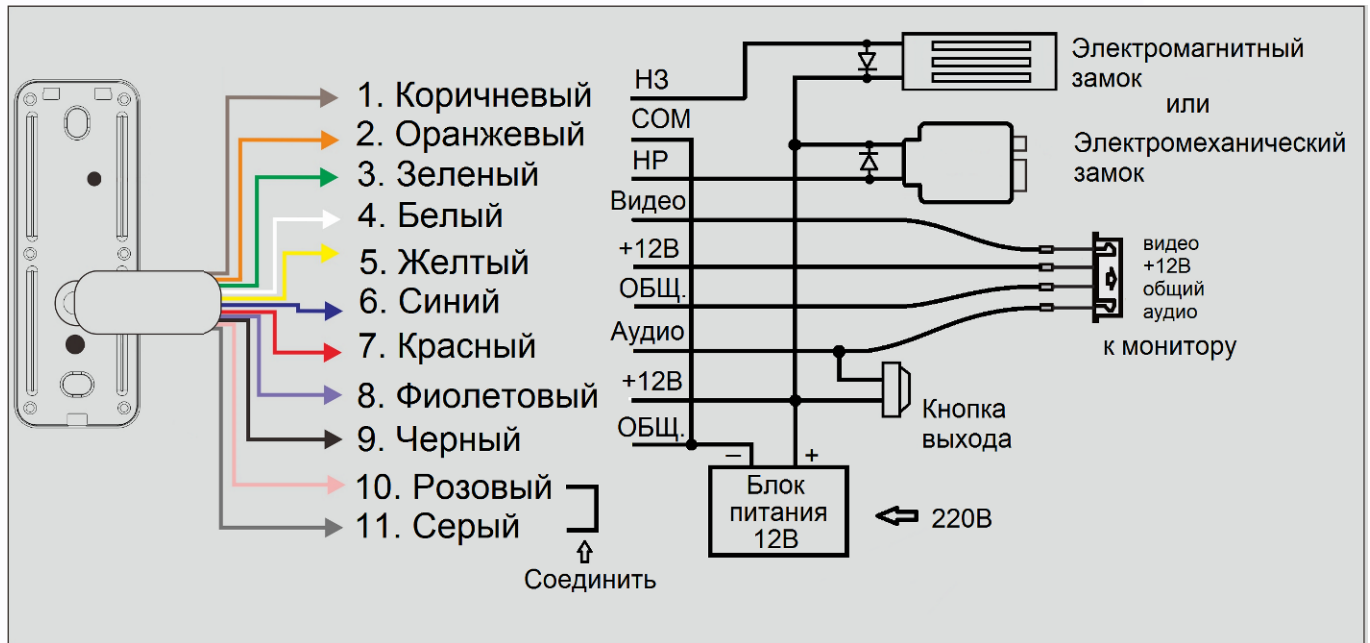 1. Коричневый
2. Оранжевый
3. Зеленый
4. Белый
5. Желтый
6. Синий
7. Красный
8. Фиолетовый
9. Черный
10. Розовый
11. Серый
Соединить
НЗ
COM
НР
Видео
+12В
ОБЩ.
Аудио
+12В
ОБЩ.
Электромагнитный
замок
или
Электромеханический
замок
видео
+12В
общий
аудио
к монитору
Кнопка
выхода
– +
Блок
питания
12В
220В